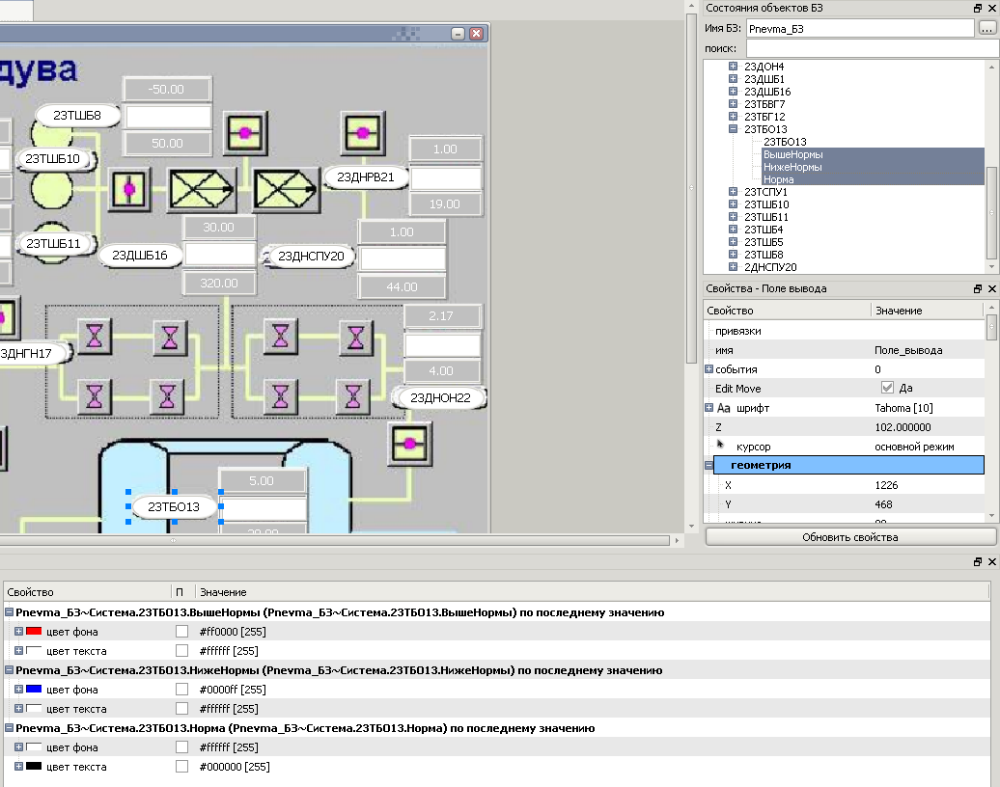 дува
23ТШБ8
-50.00
50.00
23ТШБ10
23ДНРВ21
1.00
19.00
23ТШБ11
23ДШБ16
30.00
320.00
23ДНСПУ20
1.00
44.00
3ДНГН17
2.17
4.00
23ДНОН22
23ТБО13
5.00
20.00
Состояния объектов БЗ
Имя БЗ: Pnevma_БЗ ...
поиск:
23ДОН4
23ДШБ1
23ДШБ16
23ТБВГ7
23ТБГ12
23ТБО13
23ТБО13
ВышеНормы
НижеНормы
Норма
23ТСПУ1
23ТШБ10
23ТШБ11
23ТШБ4
23ТШБ5
23ТШБ8
2ДНСПУ20
Свойства - Поле вывода
Свойство Значение
привязки
имя Поле_вывода
события 0
Edit Move Да
Aa шрифт Tahoma [10]
Z 102.000000
курсор основной режим
геометрия
X 1226
Y 468
Обновить свойства
Свойство П Значение
Pnevma_БЗ~Система.23ТБО13.ВышеНормы (Pnevma_БЗ~Система.23ТБО13.ВышеНормы) по последнему значению
цвет фона #ff0000 [255]
цвет текста #ffffff [255]
Pnevma_БЗ~Система.23ТБО13.НижеНормы (Pnevma_БЗ~Система.23ТБО13.НижеНормы) по последнему значению
цвет фона #0000ff [255]
цвет текста #ffffff [255]
Pnevma_БЗ~Система.23ТБО13.Норма (Pnevma_БЗ~Система.23ТБО13.Норма) по последнему значению
цвет фона #ffffff [255]
цвет текста #000000 [255]